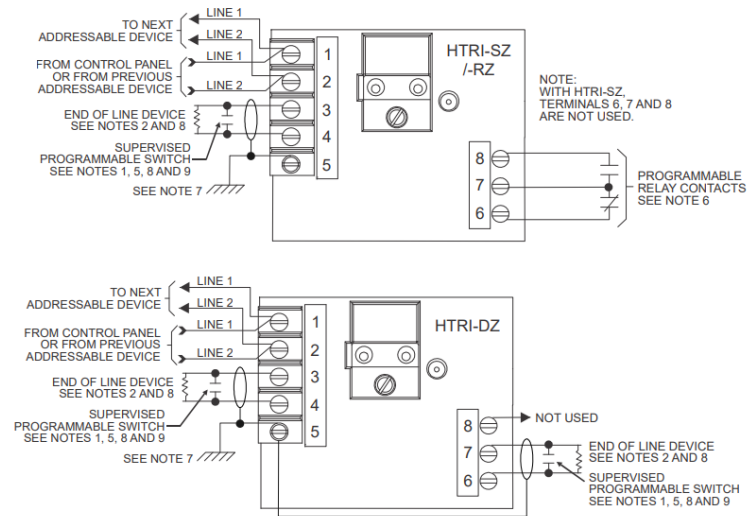 TO NEXT
ADDRESSABLE DEVICE
LINE 1
LINE 2
FROM CONTROL PANEL
OR FROM PREVIOUS
ADDRESSABLE DEVICE
LINE 1
LINE 2
END OF LINE DEVICE
SEE NOTES 2 AND 8
SUPERVISED
PROGRAMMABLE SWITCH
SEE NOTES 1, 5, 8 AND 9
SEE NOTE 7
1
2
3
4
5
HTRI-SZ
/-RZ
8
7
6
NOTE:
WITH HTRI-SZ,
TERMINALS 6, 7 AND 8
ARE NOT USED.
PROGRAMMABLE
RELAY CONTACTS
SEE NOTE 6
TO NEXT
ADDRESSABLE DEVICE
LINE 1
LINE 2
FROM CONTROL PANEL
OR FROM PREVIOUS
ADDRESSABLE DEVICE
LINE 1
LINE 2
END OF LINE DEVICE
SEE NOTES 2 AND 8
SUPERVISED
PROGRAMMABLE SWITCH
SEE NOTES 1, 5, 8 AND 9
SEE NOTE 7
1
2
3
4
5
HTRI-DZ
8
7
6
NOT USED
END OF LINE DEVICE
SEE NOTES 2 AND 8
SUPERVISED
PROGRAMMABLE SWITCH
SEE NOTES 1, 5, 8 AND 9